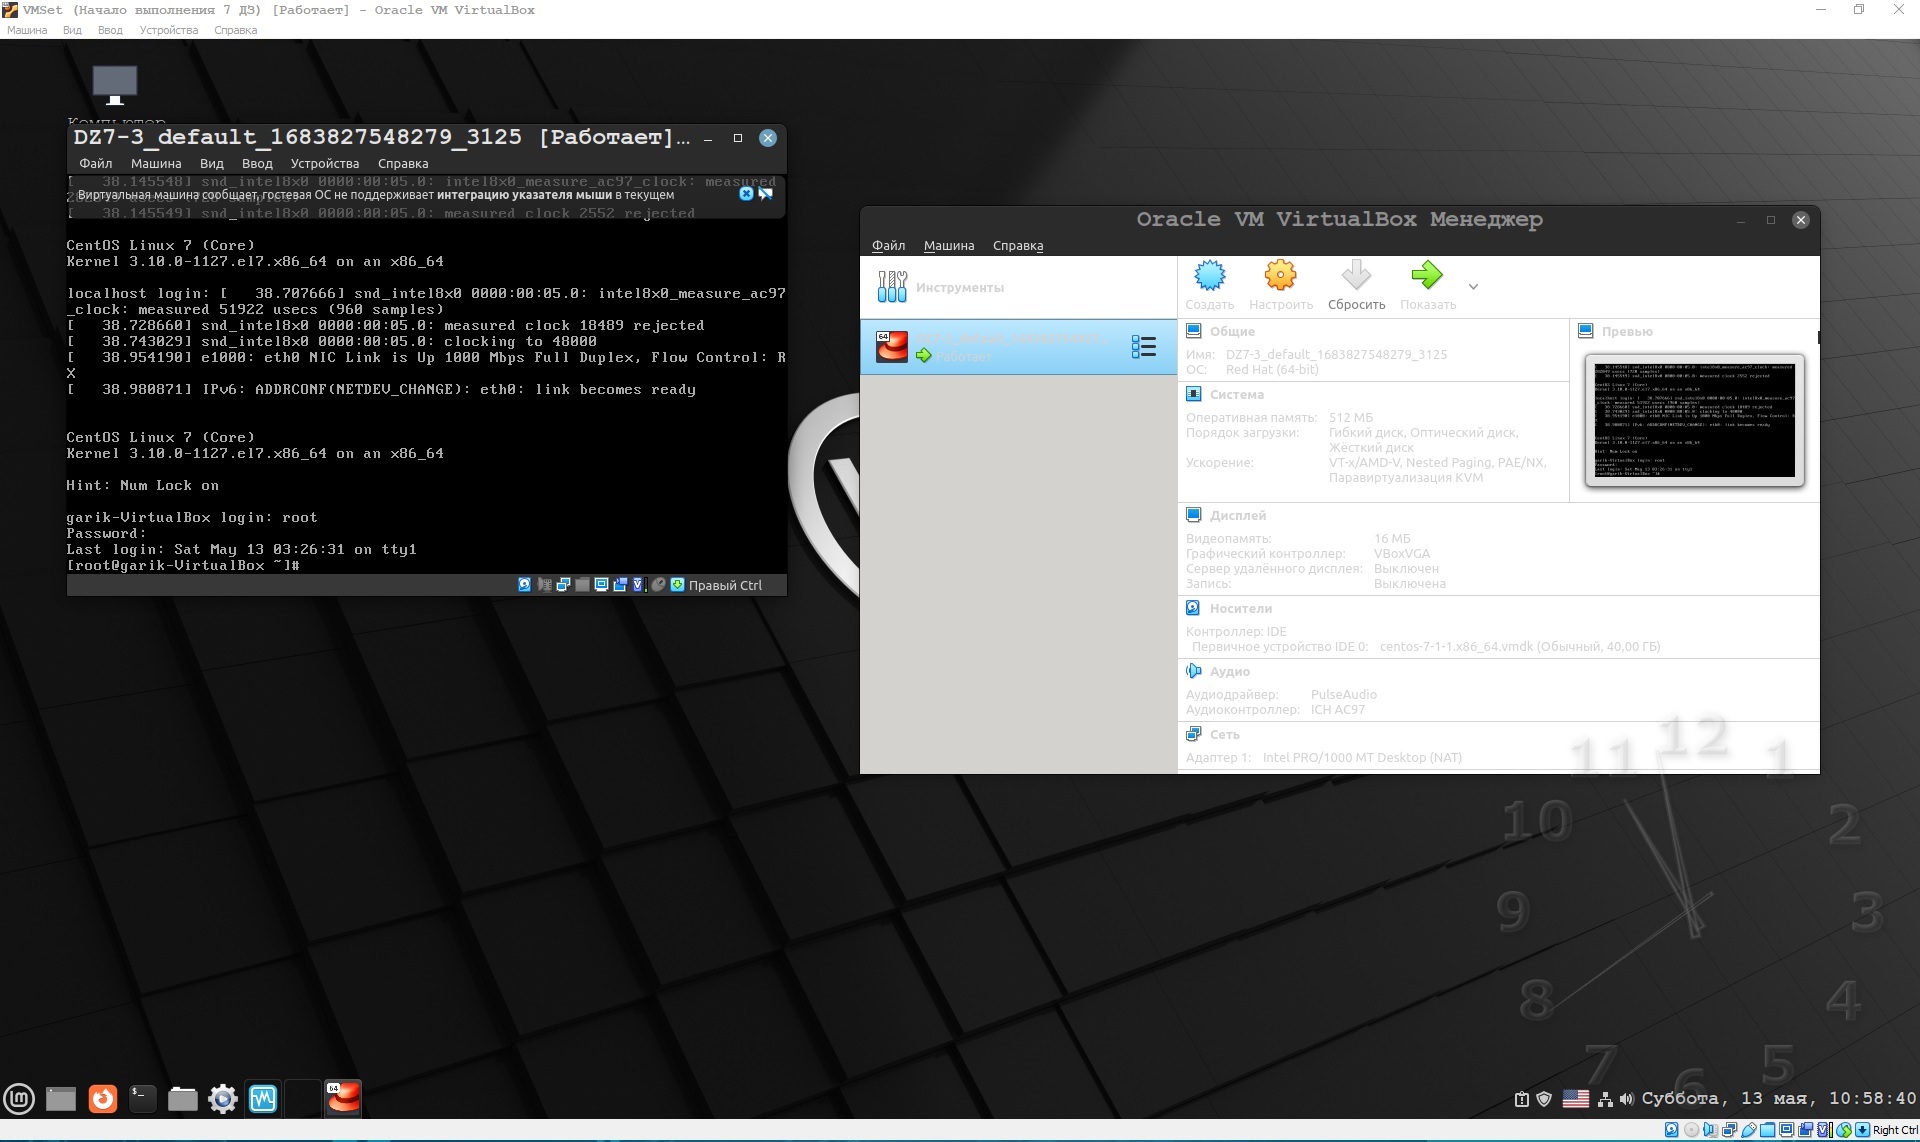 VMSet (Начало выполнения 7 ДЗ) [Работает] - Oracle VM VirtualBox
Машина Вид Ввод Устройства Справка
Компьютер
DZ7-3_default_1683827548279_3125 [Работает]...
Файл Машина Вид Ввод Устройства Справка
[ 38.145548] snd_intel8x0 0000:00:05.0: intel8x0_measure_ac97_clock: measured
Виртуальная машина сообщает, гостевая ОС не поддерживает интеграцию указателя мыши в текущем
[ 38.145549] snd_intel8x0 0000:00:05.0: measured clock 2552 rejected
CentOS Linux 7 (Core)
Kernel 3.10.0-1127.el7.x86_64 on an x86_64
localhost login: [ 38.707666] snd_intel8x0 0000:00:05.0: intel8x0_measure_ac97
_clock: measured 51922 usecs (960 samples)
[ 38.728660] snd_intel8x0 0000:00:05.0: measured clock 18489 rejected
[ 38.743029] snd_intel8x0 0000:00:05.0: clocking to 48000
[ 38.954190] e1000: eth0 NIC Link is Up 1000 Mbps Full Duplex, Flow Control: R
X
[ 38.980871] IPv6: ADDRCONF(NETDEV_CHANGE): eth0: link becomes ready
CentOS Linux 7 (Core)
Kernel 3.10.0-1127.el7.x86_64 on an x86_64
Hint: Num Lock on
garik-VirtualBox login: root
Password:
Last login: Sat May 13 03:26:31 on tty1
[root@garik-VirtualBox ~]#
Правый Ctrl
Oracle VM VirtualBox Менеджер
Файл Машина Справка
Инструменты
Создать Настроить Сбросить Показать
64
Работает
Общие
Имя: DZ7-3_default_1683827548279_3125
ОС: Red Hat (64-bit)
Превью
Система
Оперативная память: 512 МБ
Порядок загрузки: Гибкий диск, Оптический диск,
Жёсткий диск
Ускорение: VT-x/AMD-V, Nested Paging, PAE/NX,
Паравиртуализация KVM
Дисплей
Видеопамять: 16 МБ
Графический контроллер: VBoxVGA
Сервер удалённого дисплея: Выключен
Запись: Выключена
Носители
Контроллер: IDE
Первичное устройство IDE 0: centos-7-1-1.x86_64.vmdk (Обычный, 40,00 ГБ)
Аудио
Аудиодрайвер: PulseAudio
Аудиоконтроллер: ICH AC97
Сеть
Адаптер 1: Intel PRO/1000 MT Desktop (NAT)
11 12 1
10 2
9 3
8 4
7 6 5
64
Суббота, 13 мая, 10:58:40
Right Ctrl